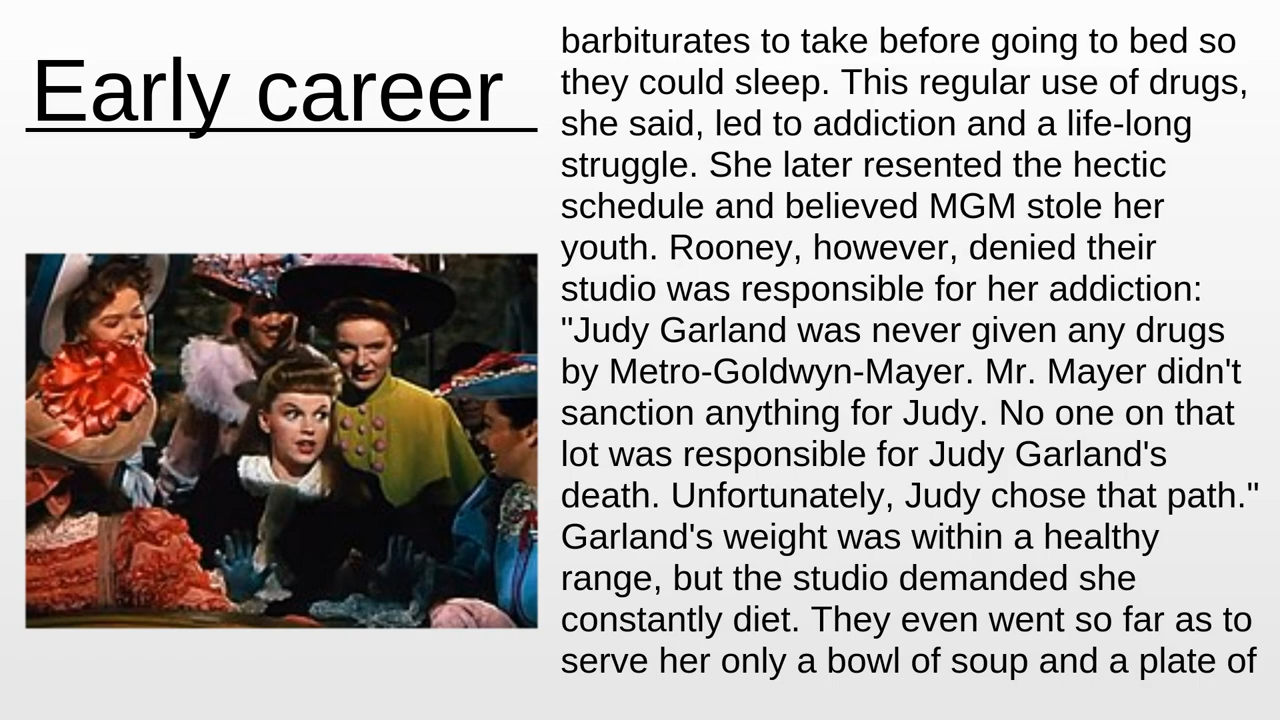 Early career
barbiturates to take before going to bed so
they could sleep. This regular use of drugs,
she said, led to addiction and a life-long
struggle. She later resented the hectic
schedule and believed MGM stole her
youth. Rooney, however, denied their
studio was responsible for her addiction:
"Judy Garland was never given any drugs
by Metro-Goldwyn-Mayer. Mr. Mayer didn't
sanction anything for Judy. No one on that
lot was responsible for Judy Garland's
death. Unfortunately, Judy chose that path."
Garland's weight was within a healthy
range, but the studio demanded she
constantly diet. They even went so far as to
serve her only a bowl of soup and a plate of